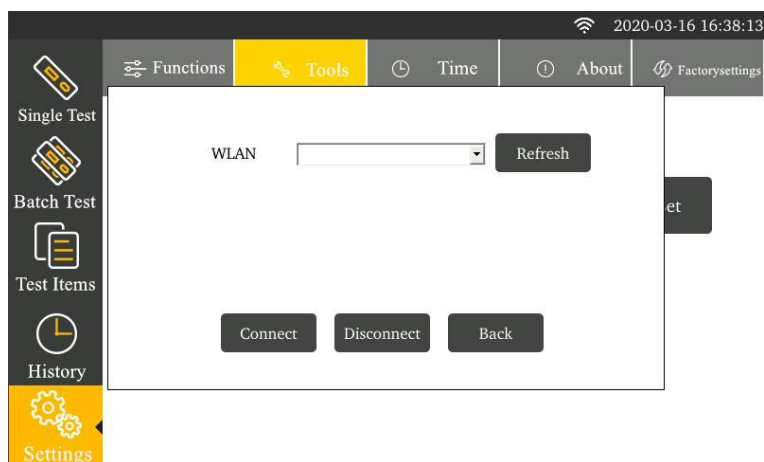 2020-03-16 16:38:13
Functions
Tools
Time
About
Factorysettings
Single Test
Batch Test
Test Items
History
Settings
WLAN
Refresh
et
Connect
Disconnect
Back